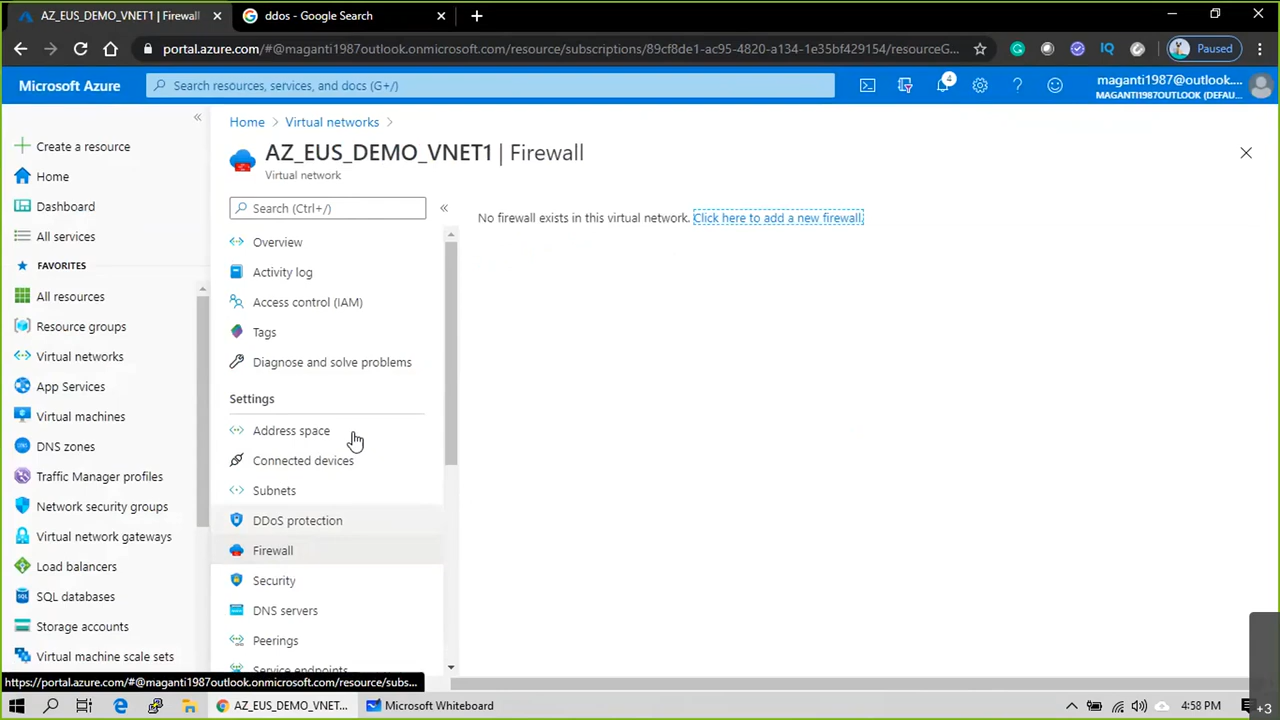 AZ_EUS_DEMO_VNET1 | Firewall
ddos - Google Search
portal.azure.com/#@maganti1987outlook.onmicrosoft.com/resource/subscriptions/89cf8de1-ac95-4820-a134-1e35bf429154/resourceG...
IQ
Paused
Microsoft Azure
Search resources, services, and docs (G+/)
4
maganti1987@outlook....
MAGANTI1987OUTLOOK (DEFAU...
Create a resource
Home
Dashboard
All services
FAVORITES
All resources
Resource groups
Virtual networks
App Services
Virtual machines
DNS zones
Traffic Manager profiles
Network security groups
Virtual network gateways
Load balancers
SQL databases
Storage accounts
Virtual machine scale sets
Home > Virtual networks >
AZ_EUS_DEMO_VNET1 | Firewall
Virtual network
Search (Ctrl+/)
Overview
Activity log
Access control (IAM)
Tags
Diagnose and solve problems
Settings
Address space
Connected devices
Subnets
DDoS protection
Firewall
Security
DNS servers
Peerings
Service endpoints
No firewall exists in this virtual network. Click here to add a new firewall.
https://portal.azure.com/#@maganti1987outlook.onmicrosoft.com/resource/subs...
AZ_EUS_DEMO_VNET...
Microsoft Whiteboard
4:58 PM
+3